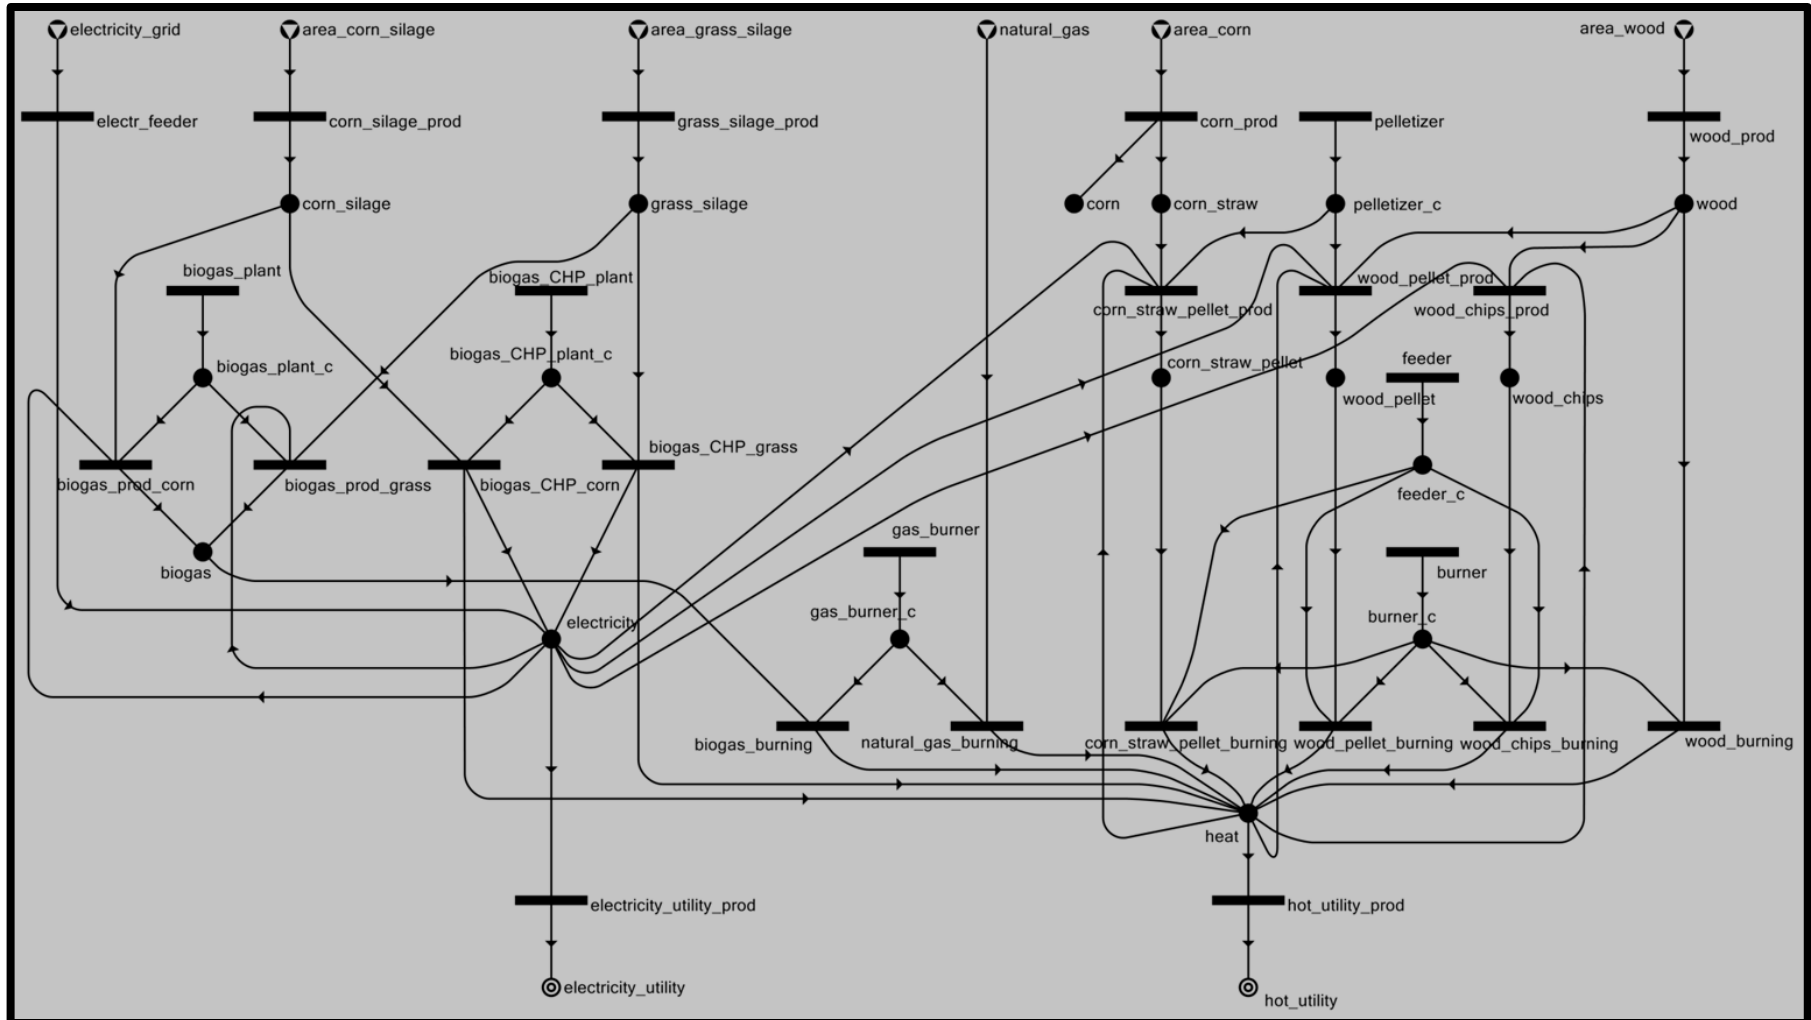 electricity_grid
area_corn_silage
area_grass_silage
natural_gas
area_corn
area_wood
electr_feeder
corn_silage_prod
grass_silage_prod
corn_prod
pelletizer
wood_prod
corn_silage
grass_silage
corn
corn_straw
pelletizer_c
wood
biogas_plant
biogas_CHP_plant
wood_pellet_prod
corn_straw_pellet_prod
wood_chips_prod
biogas_plant_c
biogas_CHP_plant_c
corn_straw_pellet
feeder
wood_pellet
wood_chips
biogas_CHP_grass
biogas_prod_corn
biogas_prod_grass
biogas_CHP_corn
feeder_c
gas_burner
biogas
burner
electricity
gas_burner_c
burner_c
biogas_burning
natural_gas_burning
corn_straw_pellet_burning
wood_pellet_burning
wood_chips_burning
wood_burning
heat
electricity_utility_prod
hot_utility_prod
electricity_utility
hot_utility